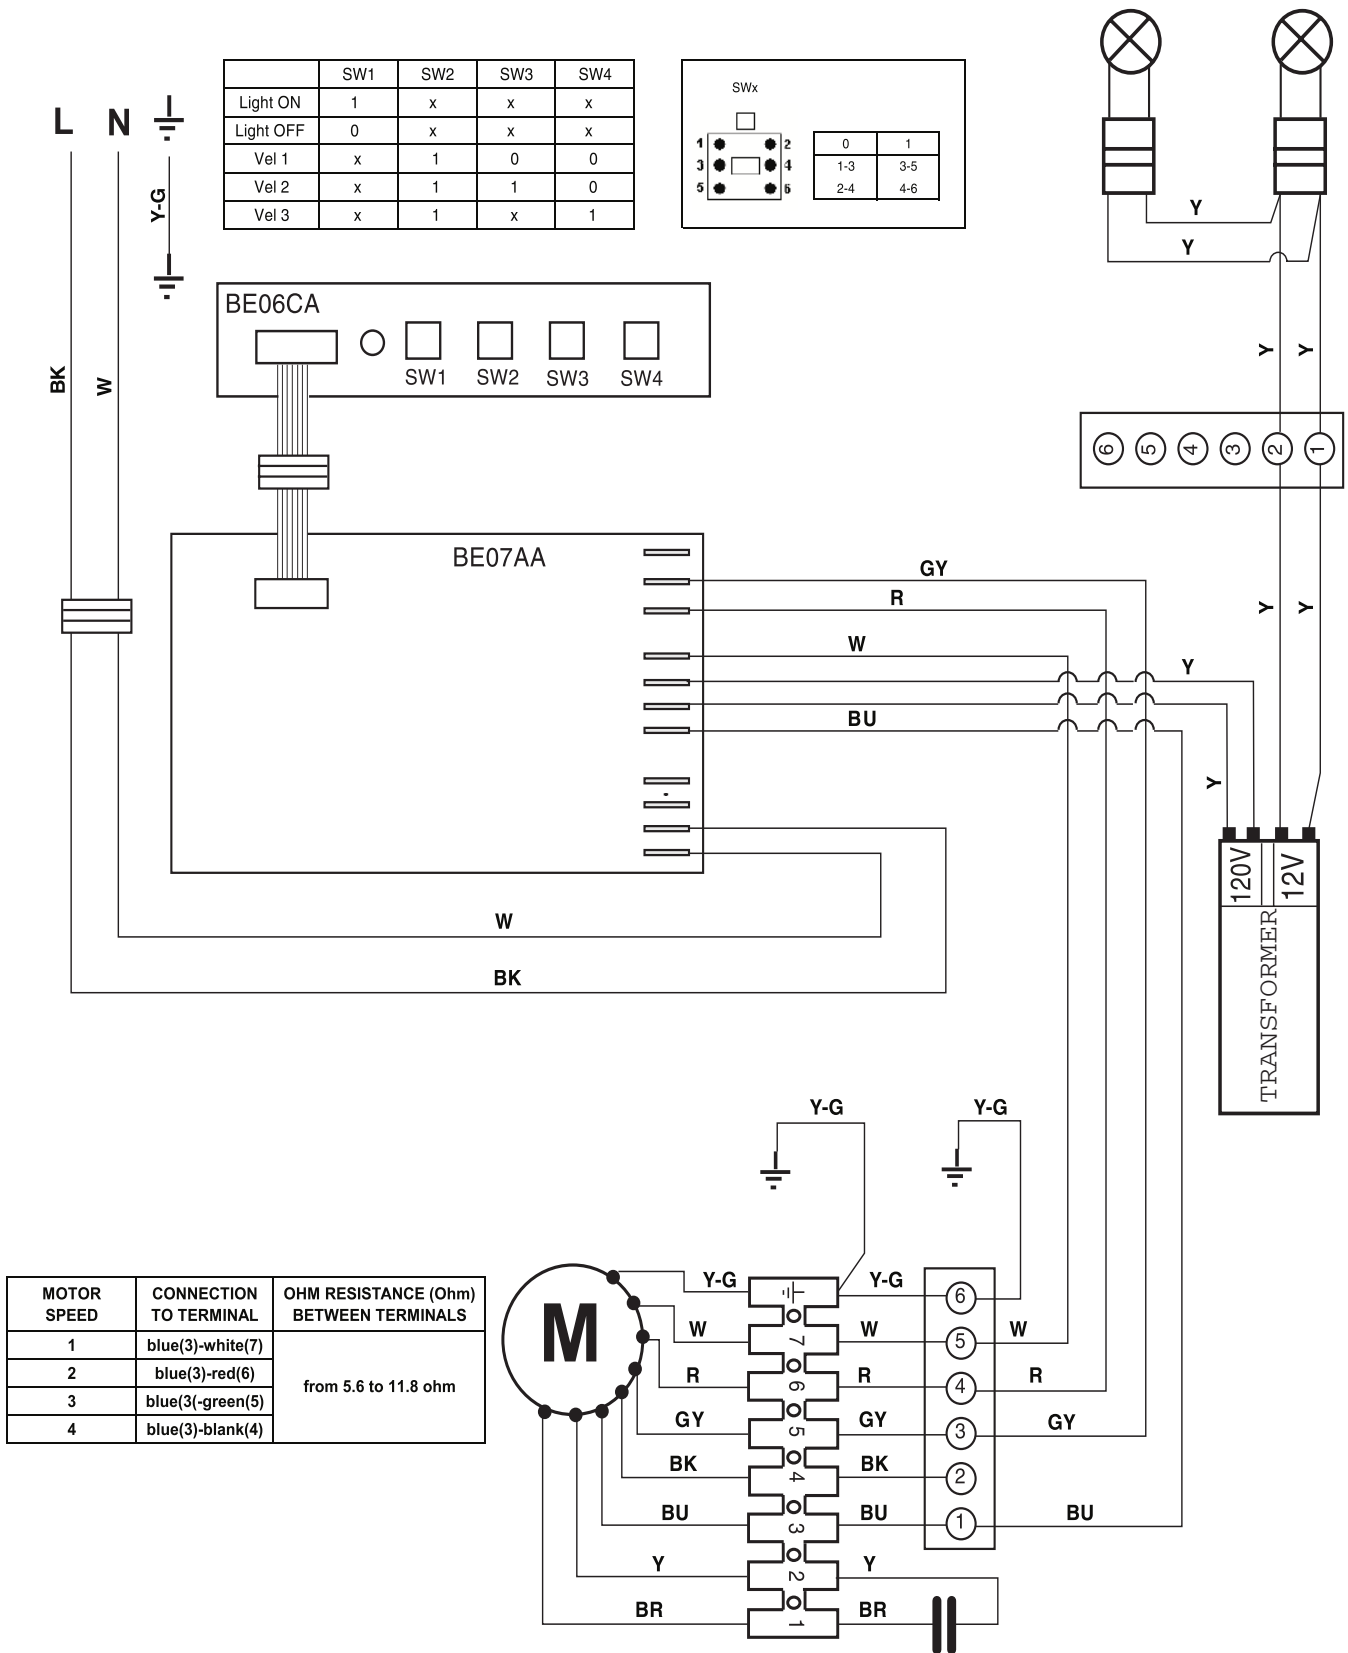 L N
SW1 SW2 SW3 SW4
Light ON 1 x x x
Light OFF 0 x x x
Vel 1 x 1 0 0
Vel 2 x 1 1 0
Vel 3 x 1 x 1
SWx
1 2
3 4
5 6
0 1
1-3 3-5
2-4 4-6
Y-G
BK
W
Y
Y
Y
Y
BE06CA
SW1 SW2 SW3 SW4
6 5 4 3 2 1
BE07AA
GY
R
W
Y
BU
Y
Y
Y
120V
12V
TRANSFORMER
W
BK
Y-G
Y-G
MOTOR SPEED
CONNECTION TO TERMINAL
OHM RESISTANCE (Ohm) BETWEEN TERMINALS
1 blue(3)-white(7)
2 blue(3)-red(6)
3 blue(3(-green(5)
4 blue(3)-blank(4)
from 5.6 to 11.8 ohm
M
Y-G Y-G 6
W 7 W 5 W
R 6 R 4 R
GY 5 GY 3 GY
BK 4 BK 2
BU 3 BU 1 BU
Y 2 Y
BR 1 BR